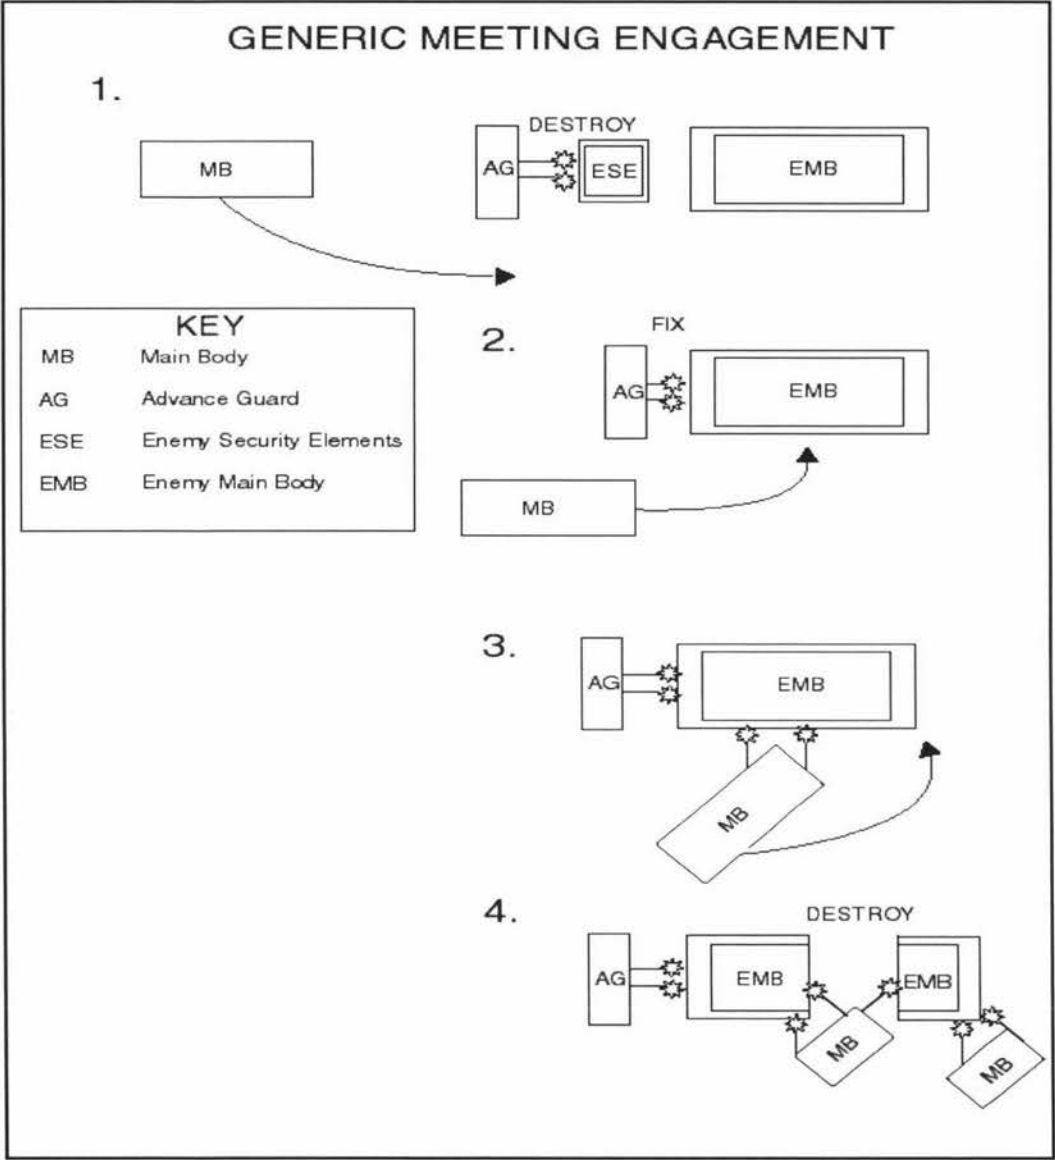 GENERIC MEETING ENGAGEMENT
1.
DESTROY
MB
AG
ESE
EMB
KEY
MB Main Body
AG Advance Guard
ESE Enemy Security Elements
EMB Enemy Main Body
2.
FIX
AG
EMB
MB
3.
AG
EMB
MB
4.
DESTROY
AG
EMB
EMB
MB
MB